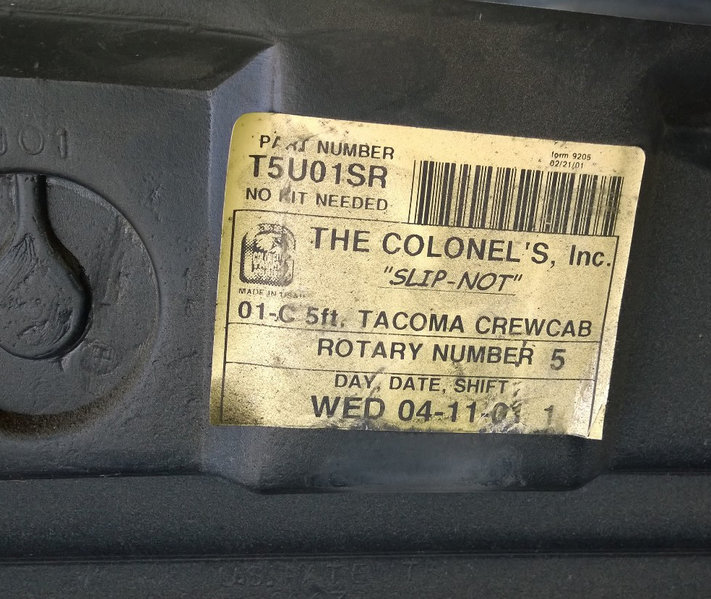 PART NUMBER
T5U01SR
NO KIT NEEDED
form 9205
02/21/01
THE COLONEL'S, Inc.
"SLIP-NOT"
MADE IN USA
01-C 5ft. TACOMA CREWCAB
ROTARY NUMBER 5
DAY, DATE, SHIFT
WED 04-11-01 1